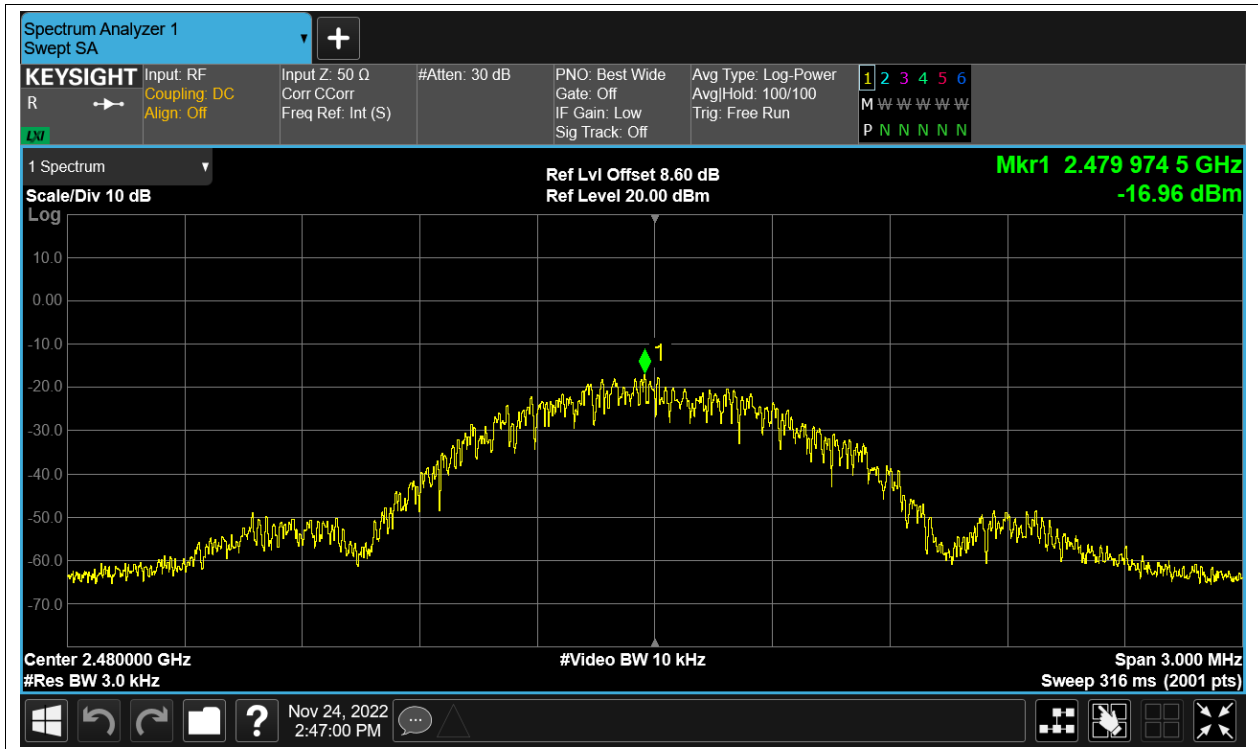 Spectrum Analyzer 1
Swept SA
+
KEYSIGHT
R
LXI
Input: RF
Coupling: DC
Align: Off
Input Z: 50 Ω
Corr CCorr
Freq Ref: Int (S)
#Atten: 30 dB
PNO: Best Wide
Gate: Off
IF Gain: Low
Sig Track: Off
Avg Type: Log-Power
Avg|Hold: 100/100
Trig: Free Run
1 2 3 4 5 6
M W W W W W
P N N N N N
1 Spectrum
Scale/Div 10 dB
Log
Ref Lvl Offset 8.60 dB
Ref Level 20.00 dBm
Mkr1 2.479 974 5 GHz
-16.96 dBm
10.0
0.00
-10.0
-20.0
-30.0
-40.0
-50.0
-60.0
-70.0
1
Center 2.480000 GHz
#Res BW 3.0 kHz
#Video BW 10 kHz
Span 3.000 MHz
Sweep 316 ms (2001 pts)
?
Nov 24, 2022
2:47:00 PM